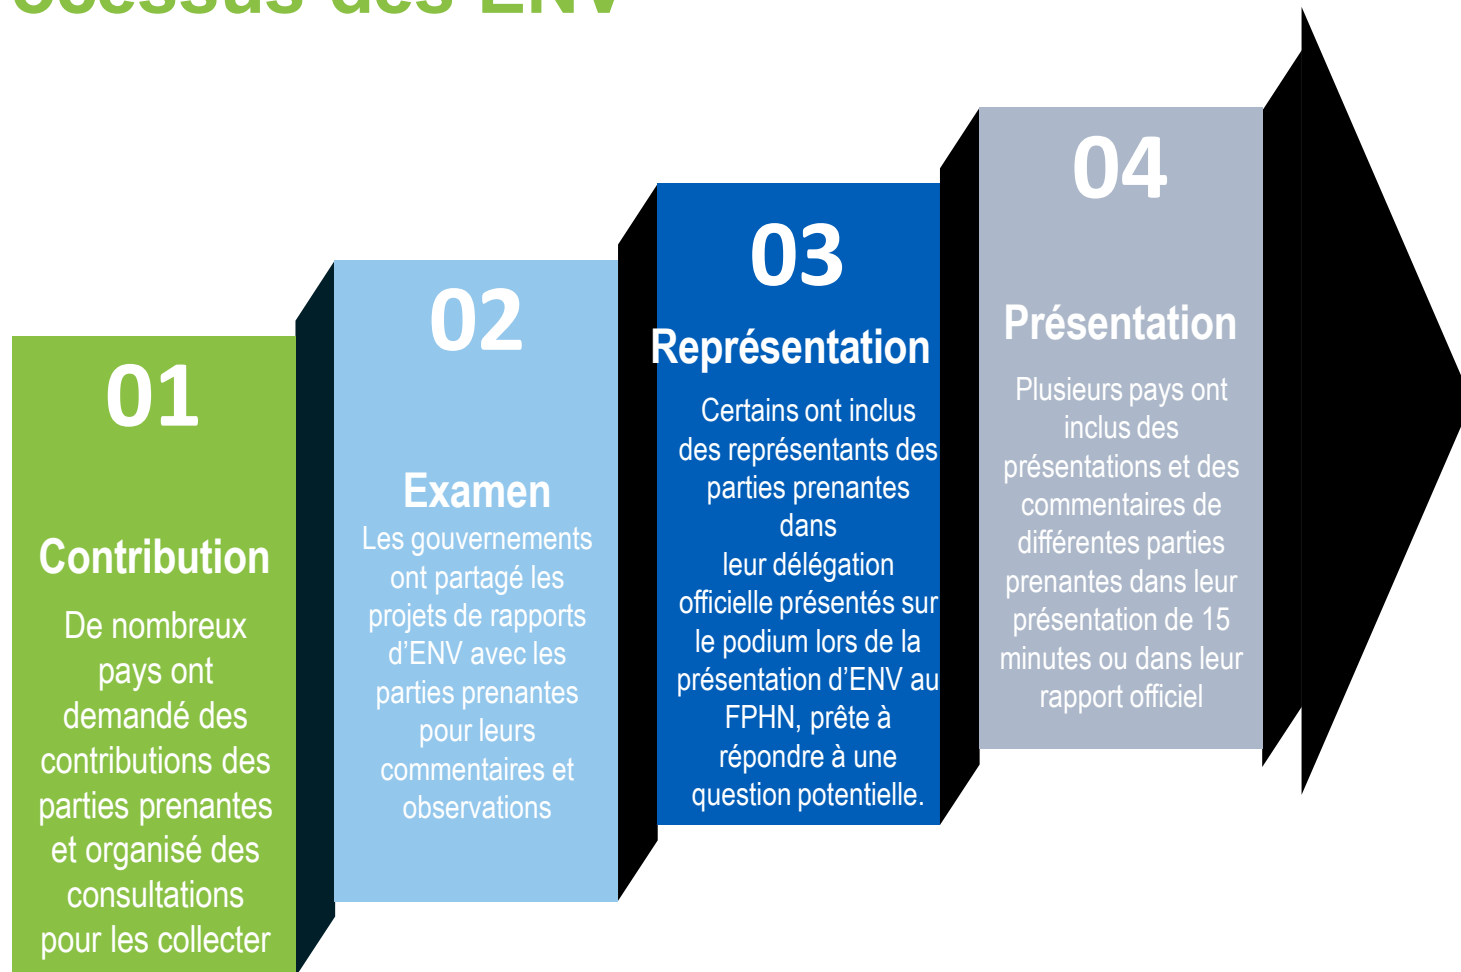 ocessus des ENV
01
Contribution
De nombreux
pays ont
demandé des
contributions des
parties prenantes
et organisé des
consultations
pour les collecter
02
Examen
Les gouvernements
ont partagé les
projets de rapports
d’ENV avec les
parties prenantes
pour leurs
commentaires et
observations
03
Représentation
Certains ont inclus
des représentants des
parties prenantes
dans
leur délégation
officielle présentés sur
le podium lors de la
présentation d’ENV au
FPHN, prête à
répondre à une
question potentielle.
04
Présentation
Plusieurs pays ont
inclus des
présentations et des
commentaires de
différentes parties
prenantes dans leur
présentation de 15
minutes ou dans leur
rapport officiel